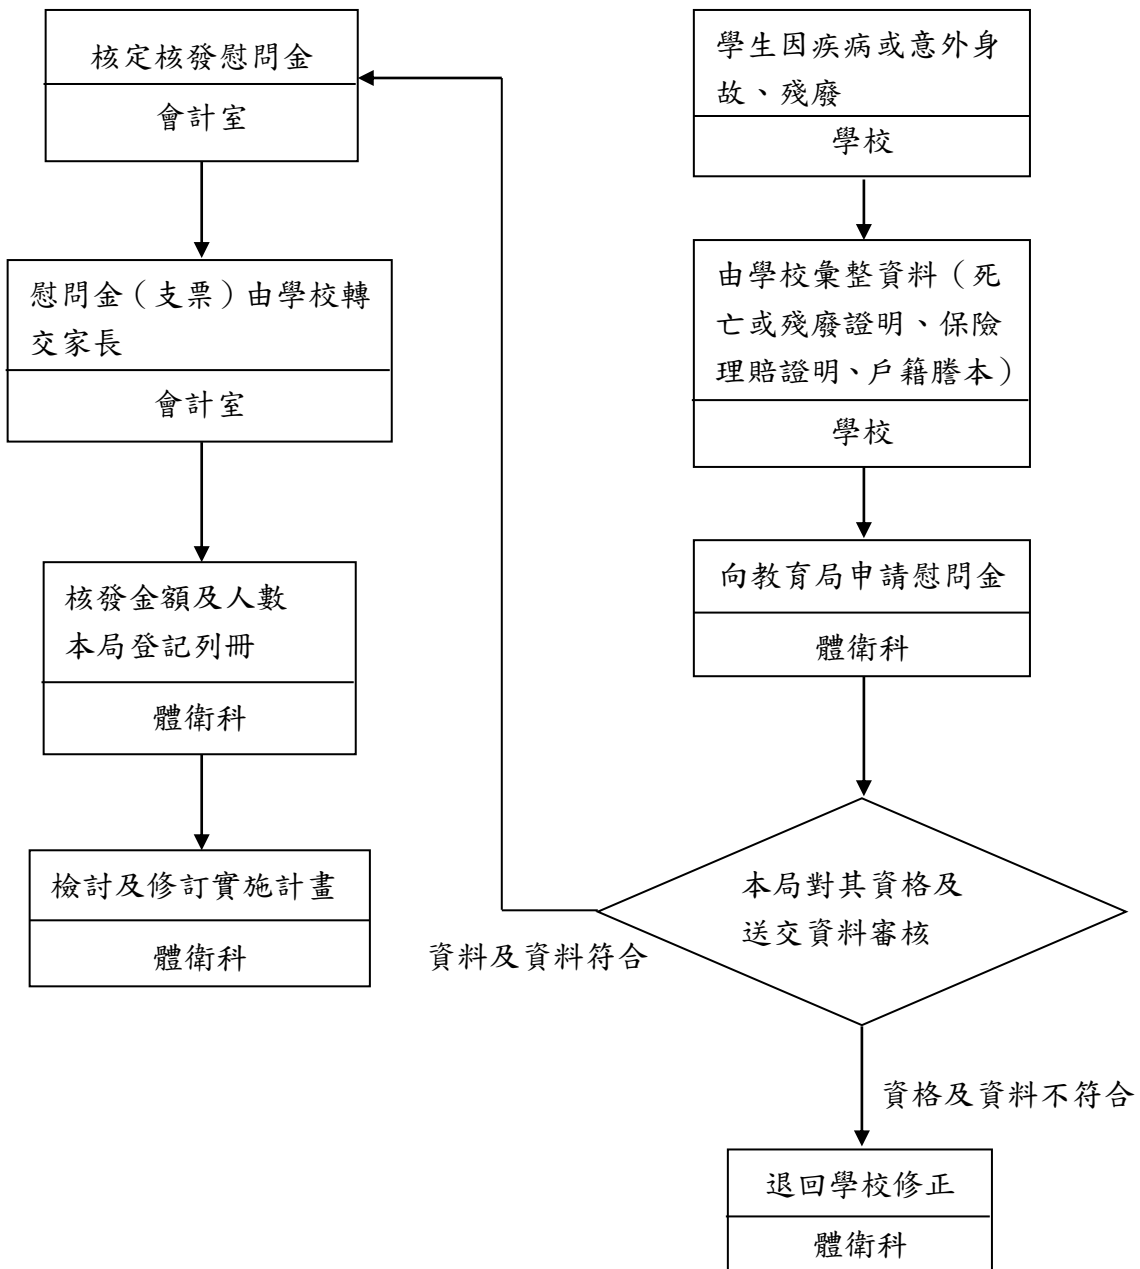 核定核發慰問金
會計室
慰問金（支票）由學校轉
交家長
會計室
核發金額及人數
本局登記列冊
體衛科
檢討及修訂實施計畫
體衛科
學生因疾病或意外身
故、殘廢
學校
由學校彙整資料（死
亡或殘廢證明、保險
理賠證明、戶籍謄本）
學校
向教育局申請慰問金
體衛科
本局對其資格及
送交資料審核
資料及資料符合
資格及資料不符合
退回學校修正
體衛科